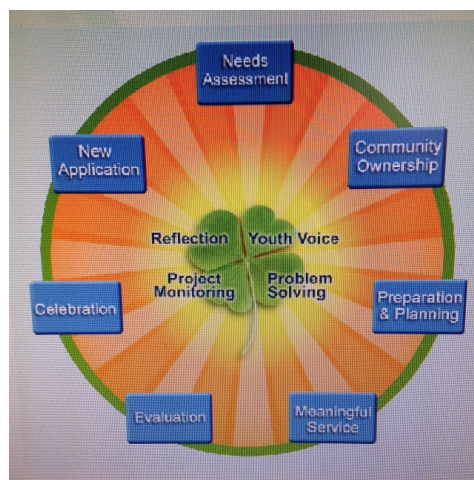 Needs
Assessment
Community
Ownership
Preparation
& Planning
Meaningful
Service
Evaluation
Celebration
New
Application
Reflection
Youth Voice
Project
Monitoring
Problem
Solving